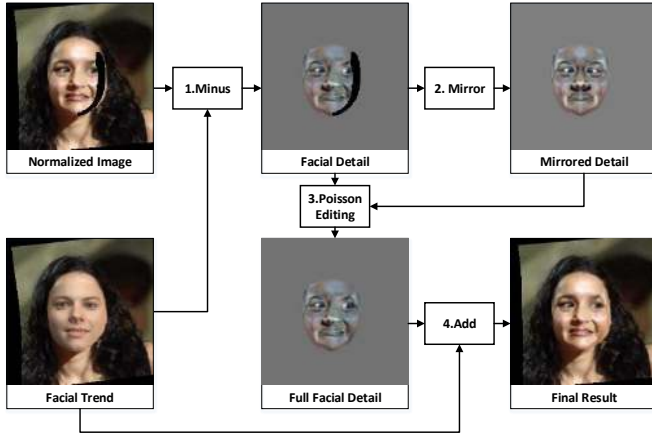 1.Minus
2. Mirror
Normalized Image
Facial Detail
Mirrored Detail
3.Poisson
Editing
4.Add
Facial Trend
Full Facial Detail
Final Result